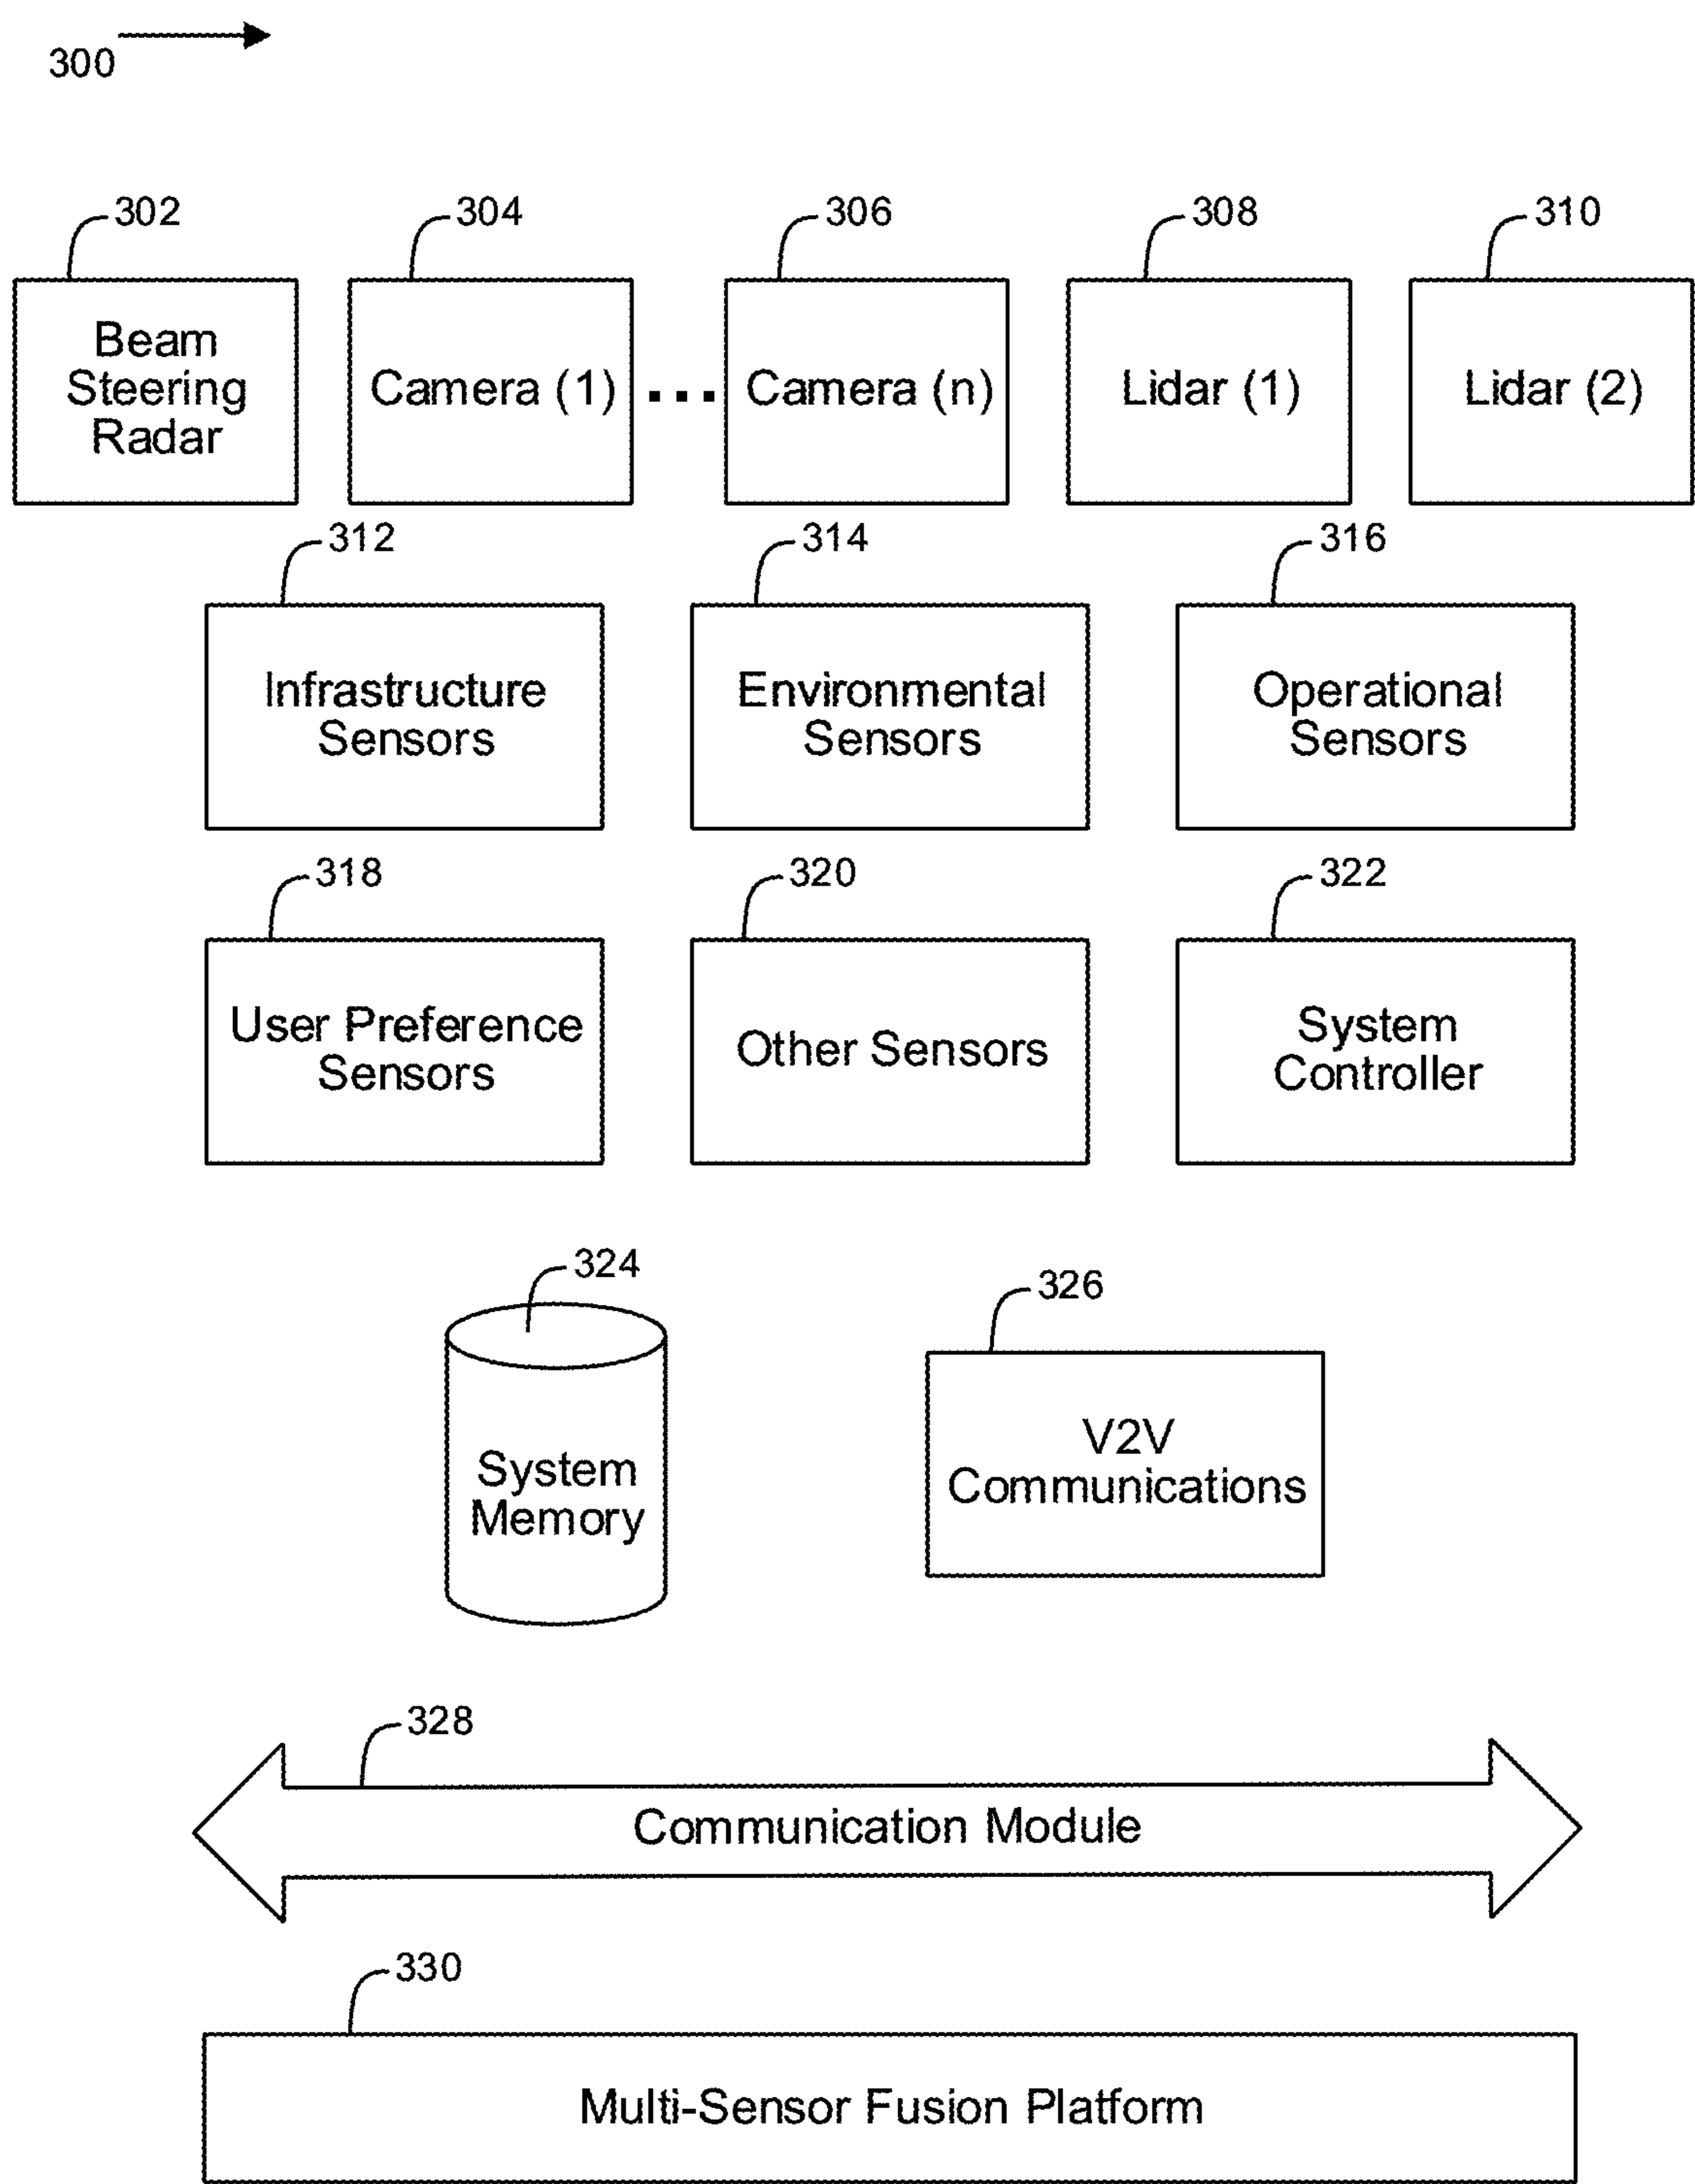 300
302
304
306
308
310
Beam
Steering
Radar
Camera (1)
...
Camera (n)
Lidar (1)
Lidar (2)
312
314
316
Infrastructure
Sensors
Environmental
Sensors
Operational
Sensors
318
320
322
User Preference
Sensors
Other Sensors
System
Controller
324
326
System
Memory
V2V
Communications
328
Communication Module
330
Multi-Sensor Fusion Platform